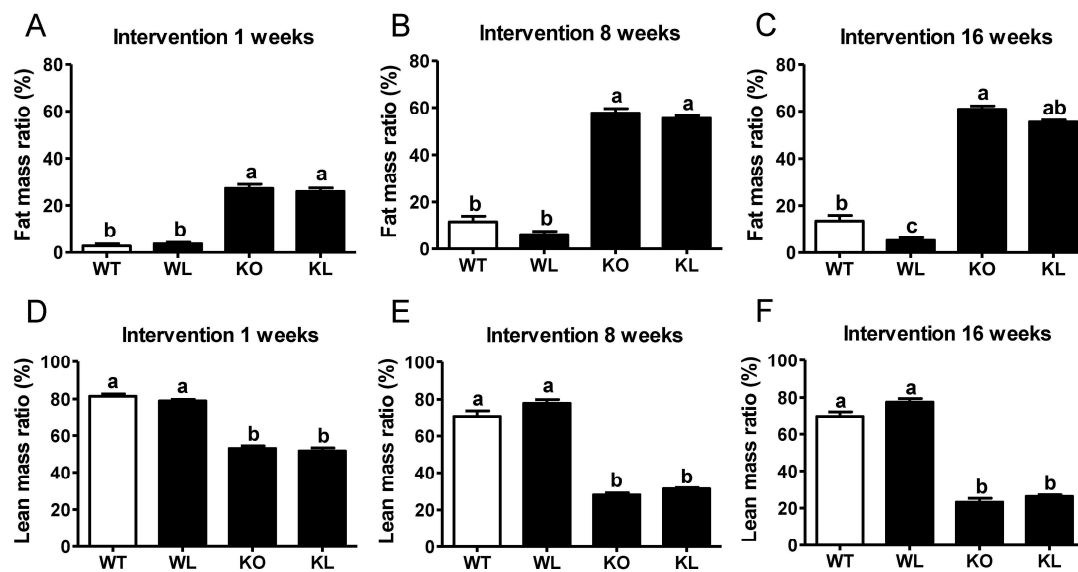 A
Intervention 1 weeks
Fat mass ratio (%)
80
60
40
20
0
b
b
a
a
WT
WL
KO
KL
B
Intervention 8 weeks
Fat mass ratio (%)
80
60
40
20
0
b
b
a
a
WT
WL
KO
KL
C
Intervention 16 weeks
Fat mass ratio (%)
80
60
40
20
0
b
c
a
ab
WT
WL
KO
KL
D
Intervention 1 weeks
Lean mass ratio (%)
100
80
60
40
20
0
a
a
b
b
WT
WL
KO
KL
E
Intervention 8 weeks
Lean mass ratio (%)
100
80
60
40
20
0
a
a
b
b
WT
WL
KO
KL
F
Intervention 16 weeks
Lean mass ratio (%)
100
80
60
40
20
0
a
a
b
b
WT
WL
KO
KL